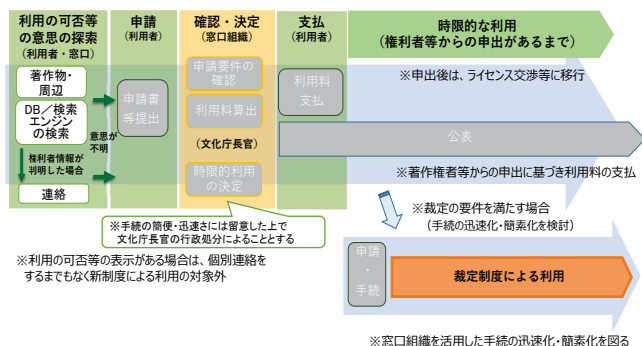 利用の可否等
の意思の探索
(利用者・窓口)
申請
(利用者)
確認・決定
(窓口組織)
支払
(利用者)
時限的な利用
(権利者等からの申出があるまで)
著作物・
周辺
DB/検索
エンジン
の検索
意思が
不明
権利者情報が
判明した場合
連絡
申請書
等提出
申請要件の
確認
利用料算出
(文化庁長官)
時限的利用
の決定
利用料
支払
※申出後は、ライセンス交渉等に移行
公表
※著作権者等からの申出に基づき利用料の支払
※手続の簡便・迅速さには留意した上で
文化庁長官の行政処分によることとする
※利用の可否等の表示がある場合は、個別連絡を
するまでもなく新制度による利用の対象外
※裁定の要件を満たす場合
(手続の迅速化・簡素化を検討)
申請
・
手続
裁定制度による利用
※窓口組織を活用した手続の迅速化・簡素化を図る